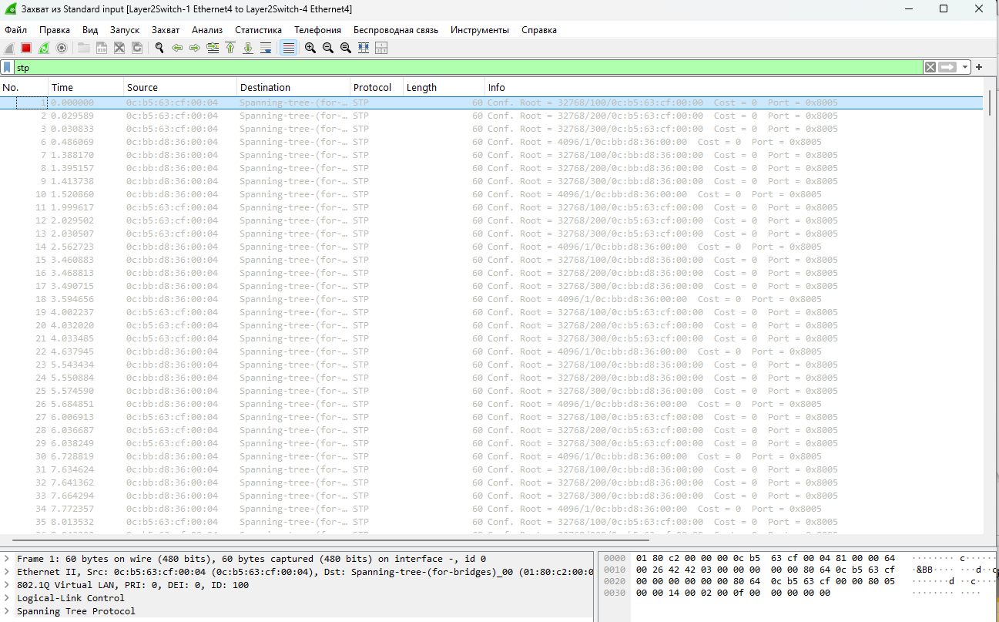 Захват из Standard input [Layer2Switch-1 Ethernet4 to Layer2Switch-4 Ethernet4]
Файл Правка Вид Запуск Захват Анализ Статистика Телефония Беспроводная связь Инструменты Справка
stp
No. Time Source Destination Protocol Length Info
1 0.000000 0c:b5:63:cf:00:04 Spanning-tree-(for-… STP 60 Conf. Root = 32768/100/0c:b5:63:cf:00:00 Cost = 0 Port = 0x8005
2 0.029589 0c:b5:63:cf:00:04 Spanning-tree-(for-… STP 60 Conf. Root = 32768/200/0c:b5:63:cf:00:00 Cost = 0 Port = 0x8005
3 0.030833 0c:b5:63:cf:00:04 Spanning-tree-(for-… STP 60 Conf. Root = 32768/300/0c:b5:63:cf:00:00 Cost = 0 Port = 0x8005
6 0.486069 0c:bb:d8:36:00:04 Spanning-tree-(for-… STP 60 Conf. Root = 4096/1/0c:bb:d8:36:00:00 Cost = 0 Port = 0x8005
7 1.388170 0c:bb:d8:36:00:04 Spanning-tree-(for-… STP 60 Conf. Root = 32768/100/0c:bb:d8:36:00:00 Cost = 0 Port = 0x8005
8 1.395157 0c:bb:d8:36:00:04 Spanning-tree-(for-… STP 60 Conf. Root = 32768/200/0c:bb:d8:36:00:00 Cost = 0 Port = 0x8005
9 1.413738 0c:bb:d8:36:00:04 Spanning-tree-(for-… STP 60 Conf. Root = 32768/300/0c:bb:d8:36:00:00 Cost = 0 Port = 0x8005
10 1.520860 0c:bb:d8:36:00:04 Spanning-tree-(for-… STP 60 Conf. Root = 4096/1/0c:bb:d8:36:00:00 Cost = 0 Port = 0x8005
11 1.999617 0c:b5:63:cf:00:04 Spanning-tree-(for-… STP 60 Conf. Root = 32768/100/0c:b5:63:cf:00:00 Cost = 0 Port = 0x8005
12 2.029502 0c:b5:63:cf:00:04 Spanning-tree-(for-… STP 60 Conf. Root = 32768/200/0c:b5:63:cf:00:00 Cost = 0 Port = 0x8005
13 2.030507 0c:b5:63:cf:00:04 Spanning-tree-(for-… STP 60 Conf. Root = 32768/300/0c:b5:63:cf:00:00 Cost = 0 Port = 0x8005
14 2.562723 0c:bb:d8:36:00:04 Spanning-tree-(for-… STP 60 Conf. Root = 4096/1/0c:bb:d8:36:00:00 Cost = 0 Port = 0x8005
15 3.460883 0c:bb:d8:36:00:04 Spanning-tree-(for-… STP 60 Conf. Root = 32768/100/0c:bb:d8:36:00:00 Cost = 0 Port = 0x8005
16 3.468813 0c:bb:d8:36:00:04 Spanning-tree-(for-… STP 60 Conf. Root = 32768/200/0c:bb:d8:36:00:00 Cost = 0 Port = 0x8005
17 3.490715 0c:bb:d8:36:00:04 Spanning-tree-(for-… STP 60 Conf. Root = 32768/300/0c:bb:d8:36:00:00 Cost = 0 Port = 0x8005
18 3.594656 0c:bb:d8:36:00:04 Spanning-tree-(for-… STP 60 Conf. Root = 4096/1/0c:bb:d8:36:00:00 Cost = 0 Port = 0x8005
19 4.002237 0c:b5:63:cf:00:04 Spanning-tree-(for-… STP 60 Conf. Root = 32768/100/0c:b5:63:cf:00:00 Cost = 0 Port = 0x8005
20 4.032020 0c:b5:63:cf:00:04 Spanning-tree-(for-… STP 60 Conf. Root = 32768/200/0c:b5:63:cf:00:00 Cost = 0 Port = 0x8005
21 4.033485 0c:b5:63:cf:00:04 Spanning-tree-(for-… STP 60 Conf. Root = 32768/300/0c:b5:63:cf:00:00 Cost = 0 Port = 0x8005
22 4.637945 0c:bb:d8:36:00:04 Spanning-tree-(for-… STP 60 Conf. Root = 4096/1/0c:bb:d8:36:00:00 Cost = 0 Port = 0x8005
23 5.543434 0c:bb:d8:36:00:04 Spanning-tree-(for-… STP 60 Conf. Root = 32768/100/0c:bb:d8:36:00:00 Cost = 0 Port = 0x8005
24 5.550884 0c:bb:d8:36:00:04 Spanning-tree-(for-… STP 60 Conf. Root = 32768/200/0c:bb:d8:36:00:00 Cost = 0 Port = 0x8005
25 5.574590 0c:bb:d8:36:00:04 Spanning-tree-(for-… STP 60 Conf. Root = 32768/300/0c:bb:d8:36:00:00 Cost = 0 Port = 0x8005
26 5.684851 0c:bb:d8:36:00:04 Spanning-tree-(for-… STP 60 Conf. Root = 4096/1/0c:bb:d8:36:00:00 Cost = 0 Port = 0x8005
27 6.006913 0c:b5:63:cf:00:04 Spanning-tree-(for-… STP 60 Conf. Root = 32768/100/0c:b5:63:cf:00:00 Cost = 0 Port = 0x8005
28 6.036687 0c:b5:63:cf:00:04 Spanning-tree-(for-… STP 60 Conf. Root = 32768/200/0c:b5:63:cf:00:00 Cost = 0 Port = 0x8005
29 6.038249 0c:b5:63:cf:00:04 Spanning-tree-(for-… STP 60 Conf. Root = 32768/300/0c:b5:63:cf:00:00 Cost = 0 Port = 0x8005
30 6.728819 0c:bb:d8:36:00:04 Spanning-tree-(for-… STP 60 Conf. Root = 4096/1/0c:bb:d8:36:00:00 Cost = 0 Port = 0x8005
31 7.634624 0c:bb:d8:36:00:04 Spanning-tree-(for-… STP 60 Conf. Root = 32768/100/0c:bb:d8:36:00:00 Cost = 0 Port = 0x8005
32 7.641362 0c:bb:d8:36:00:04 Spanning-tree-(for-… STP 60 Conf. Root = 32768/200/0c:bb:d8:36:00:00 Cost = 0 Port = 0x8005
33 7.664294 0c:bb:d8:36:00:04 Spanning-tree-(for-… STP 60 Conf. Root = 32768/300/0c:bb:d8:36:00:00 Cost = 0 Port = 0x8005
34 7.772357 0c:bb:d8:36:00:04 Spanning-tree-(for-… STP 60 Conf. Root = 4096/1/0c:bb:d8:36:00:00 Cost = 0 Port = 0x8005
35 8.013532 0c:b5:63:cf:00:04 Spanning-tree-(for-… STP 60 Conf. Root = 32768/100/0c:b5:63:cf:00:00 Cost = 0 Port = 0x8005
Frame 1: 60 bytes on wire (480 bits), 60 bytes captured (480 bits) on interface -, id 0
Ethernet II, Src: 0c:b5:63:cf:00:04 (0c:b5:63:cf:00:04), Dst: Spanning-tree-(for-bridges)_00 (01:80:c2:00:0
802.1Q Virtual LAN, PRI: 0, DEI: 0, ID: 100
Logical-Link Control
Spanning Tree Protocol
0000 01 80 c2 00 00 00 0c b5 63 cf 00 04 81 00 00 64 ········ c······
0010 00 26 42 42 03 00 00 00 00 00 80 64 0c b5 63 cf ·&BB···· ···d··c
0020 00 00 00 00 00 00 80 64 0c b5 63 cf 00 00 80 05 ·······d ··c·····
0030 00 00 14 00 02 00 0f 00 00 00 00 00 ········ ····